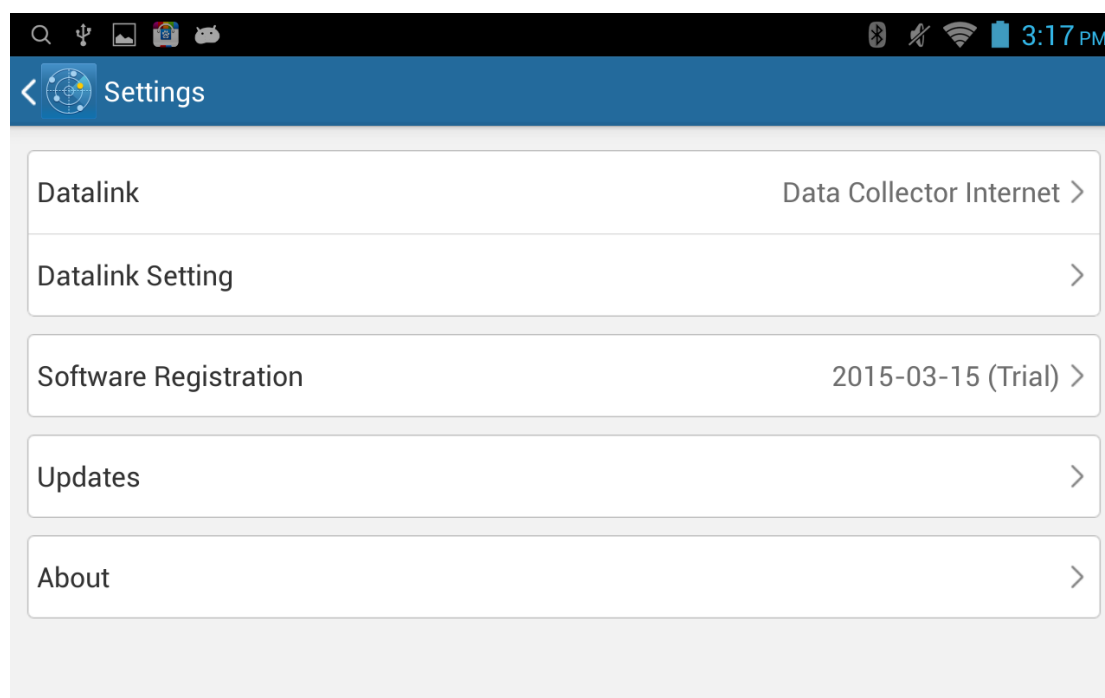 3:17 PM
Settings
Datalink Data Collector Internet
Datalink Setting
Software Registration 2015-03-15 (Trial)
Updates
About